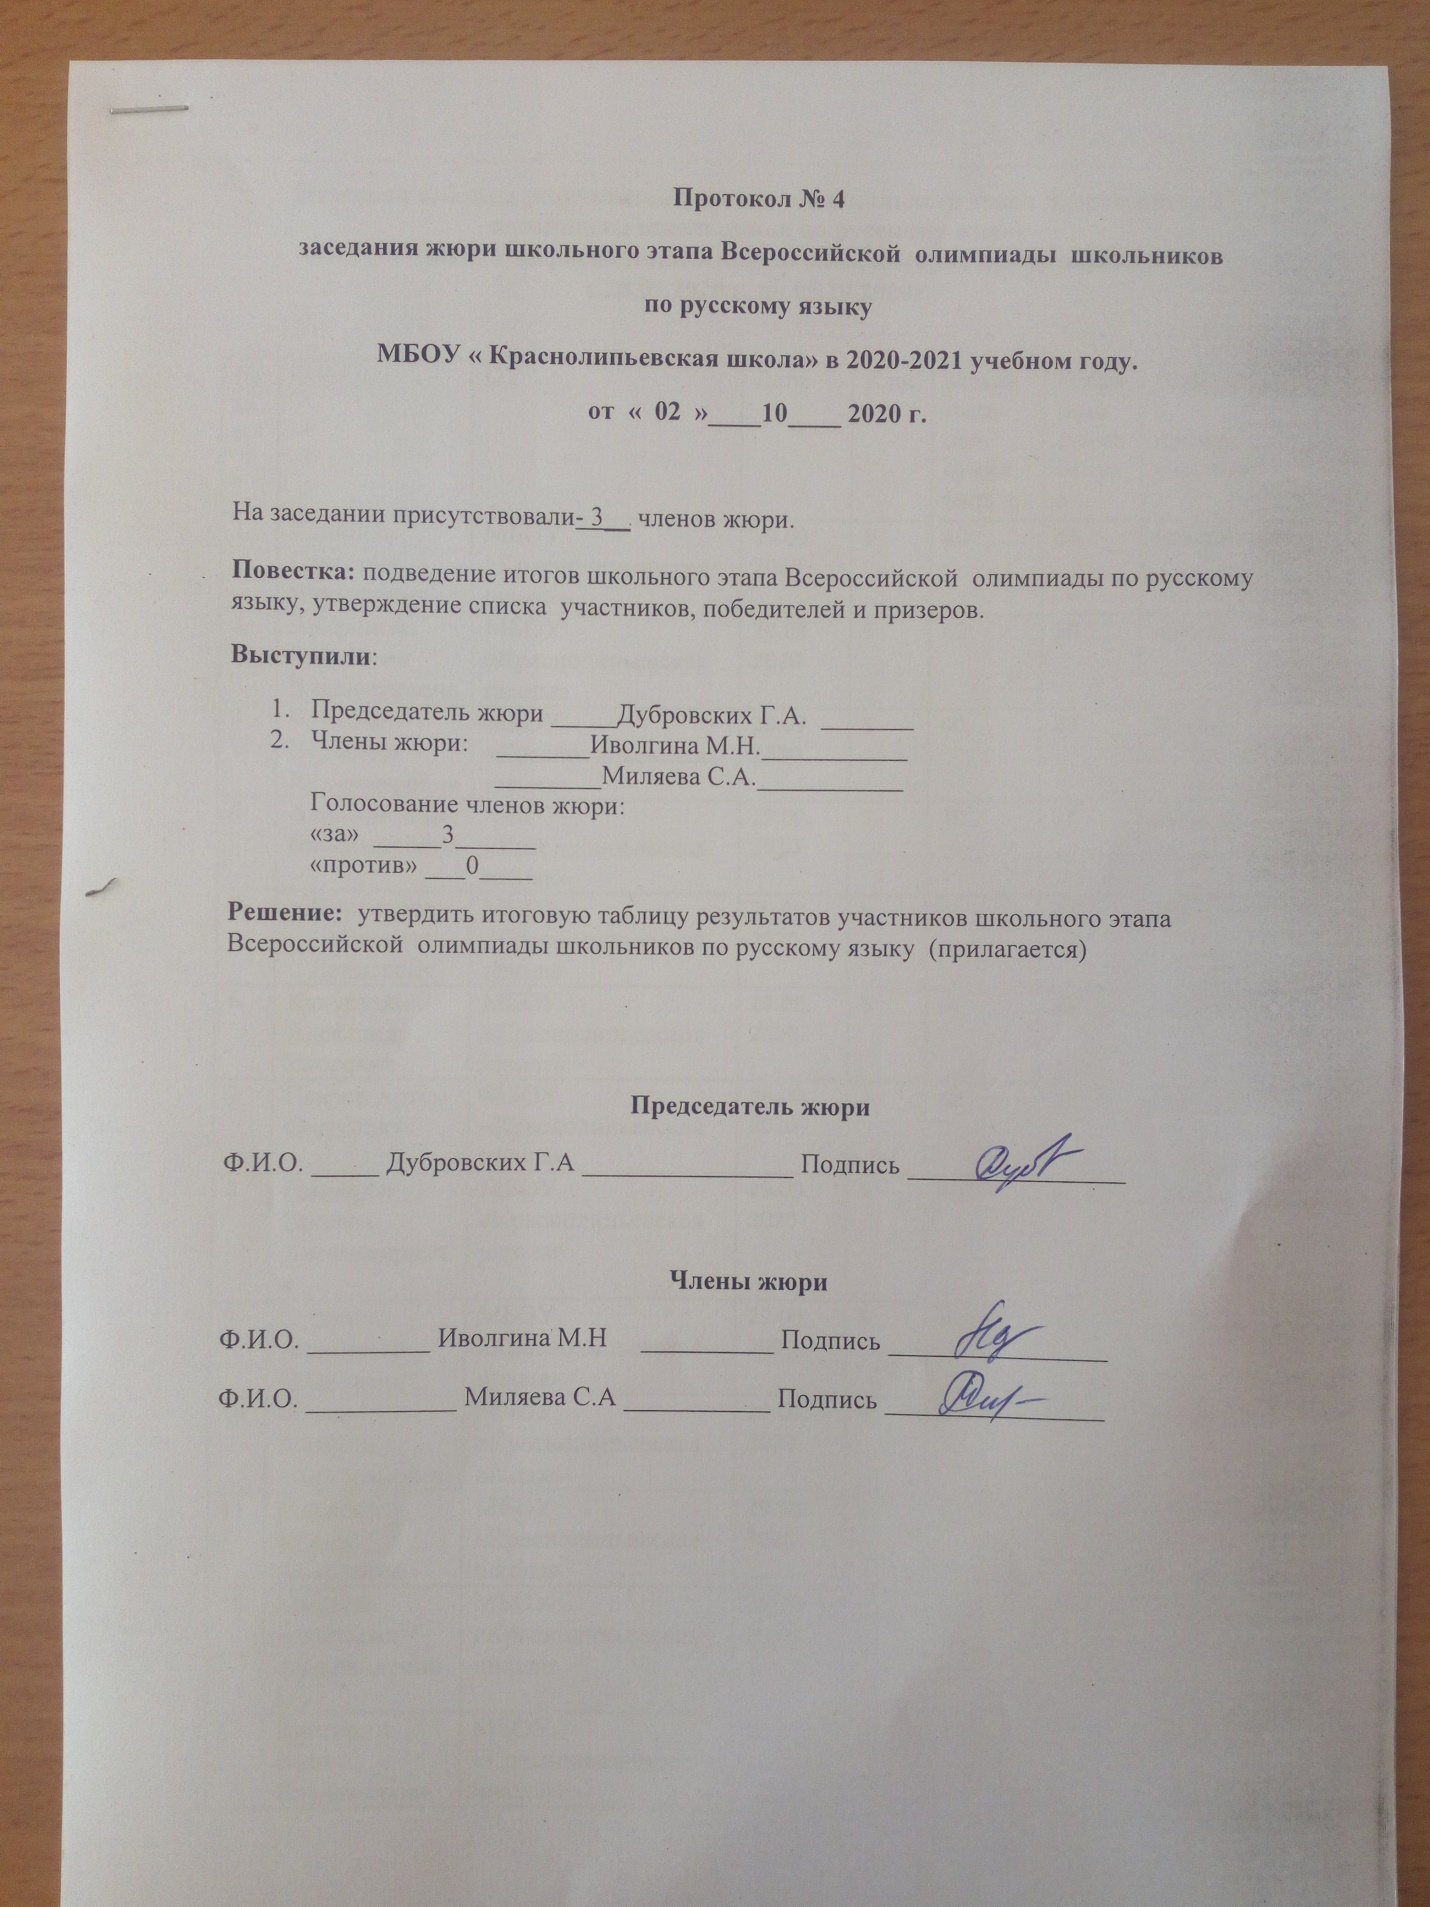 Протокол № 4
заседания жюри школьного этапа Всероссийской олимпиады школьников
по русскому языку
МБОУ « Краснолипьевская школа» в 2020-2021 учебном году.
от « 02 »____10____ 2020 г.
На заседании присутствовали- 3__ членов жюри.
Повестка: подведение итогов школьного этапа Всероссийской олимпиады по русскому
языку, утверждение списка участников, победителей и призеров.
Выступили:
1. Председатель жюри _____Дубровских Г.А. _______
2. Члены жюри: _______Иволгина М.Н.___________
________Миляева С.А.___________
Голосование членов жюри:
«за» _____3______
«против» ___0____
Решение: утвердить итоговую таблицу результатов участников школьного этапа
Всероссийской олимпиады школьников по русскому языку (прилагается)
Председатель жюри
Ф.И.О. _____ Дубровских Г.А ________________ Подпись ________________
Члены жюри
Ф.И.О. _________ Иволгина М.Н __________ Подпись ________________
Ф.И.О. ___________ Миляева С.А ___________ Подпись ________________